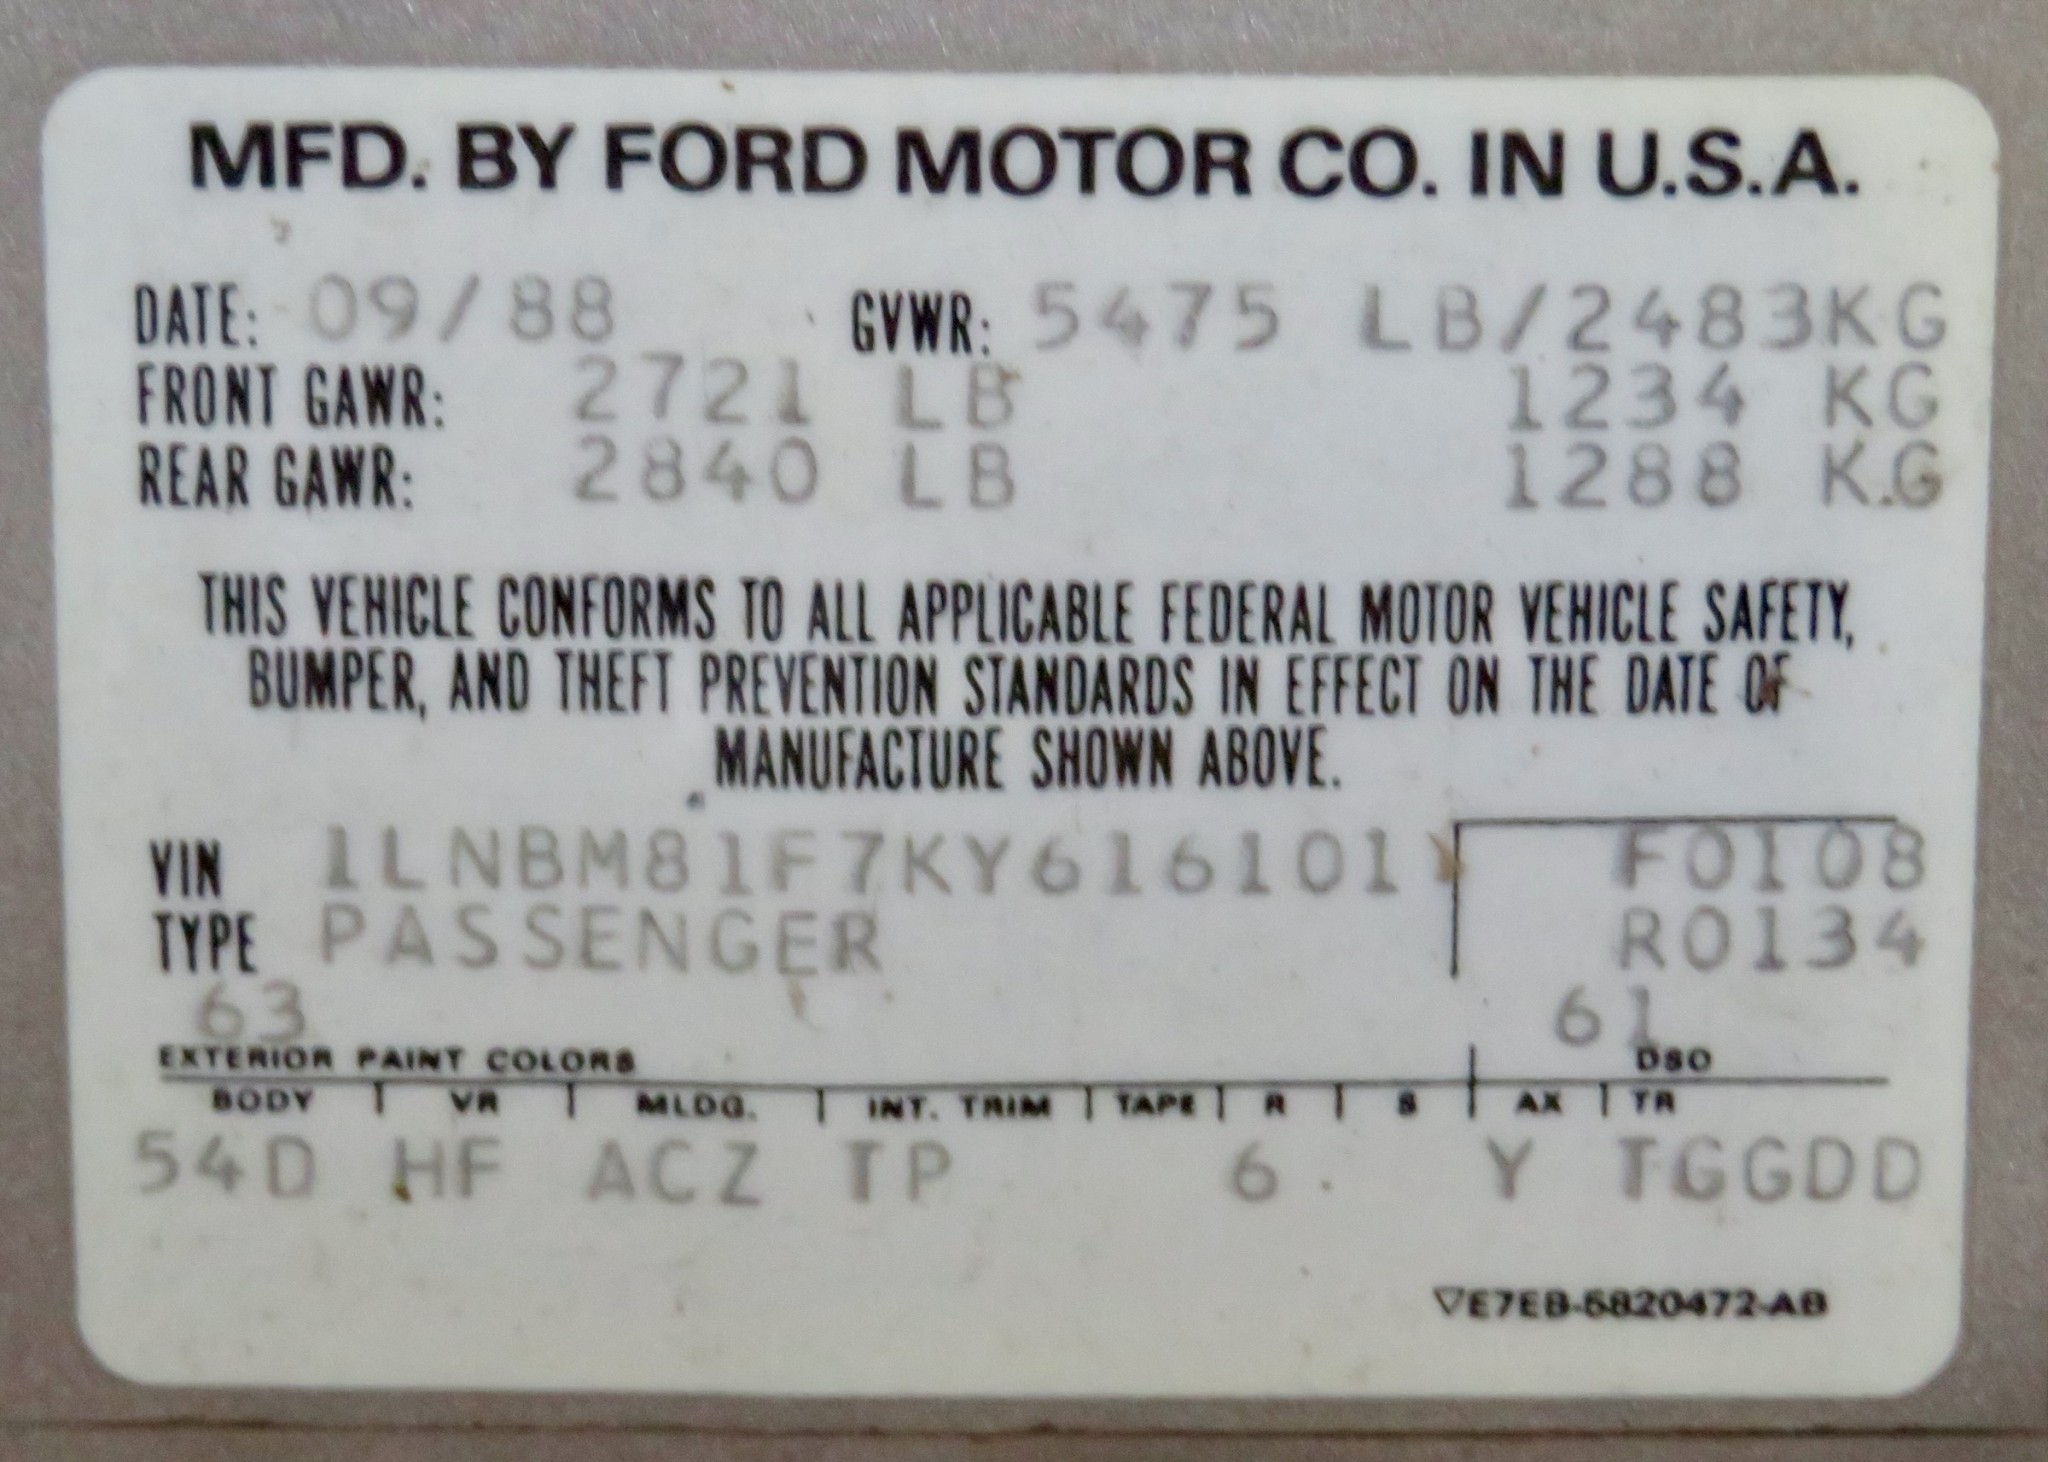 MFD. BY FORD MOTOR CO. IN U.S.A.
DATE: 09/88 GVWR: 5475 LB/2483KG
FRONT GAWR: 2721 LB 1234 KG
REAR GAWR: 2840 LB 1288 KG
THIS VEHICLE CONFORMS TO ALL APPLICABLE FEDERAL MOTOR VEHICLE SAFETY,
BUMPER, AND THEFT PREVENTION STANDARDS IN EFFECT ON THE DATE OF
MANUFACTURE SHOWN ABOVE.
VIN 1LNBM81F7KY616101Y F0108
TYPE PASSENGER R0134
63 61
EXTERIOR PAINT COLORS DSO
BODY VR MLDG. INT. TRIM TAPE R S AX TR
54D HF ACZ TP 6 Y TGGDD
▽E7EB-5820472-AB